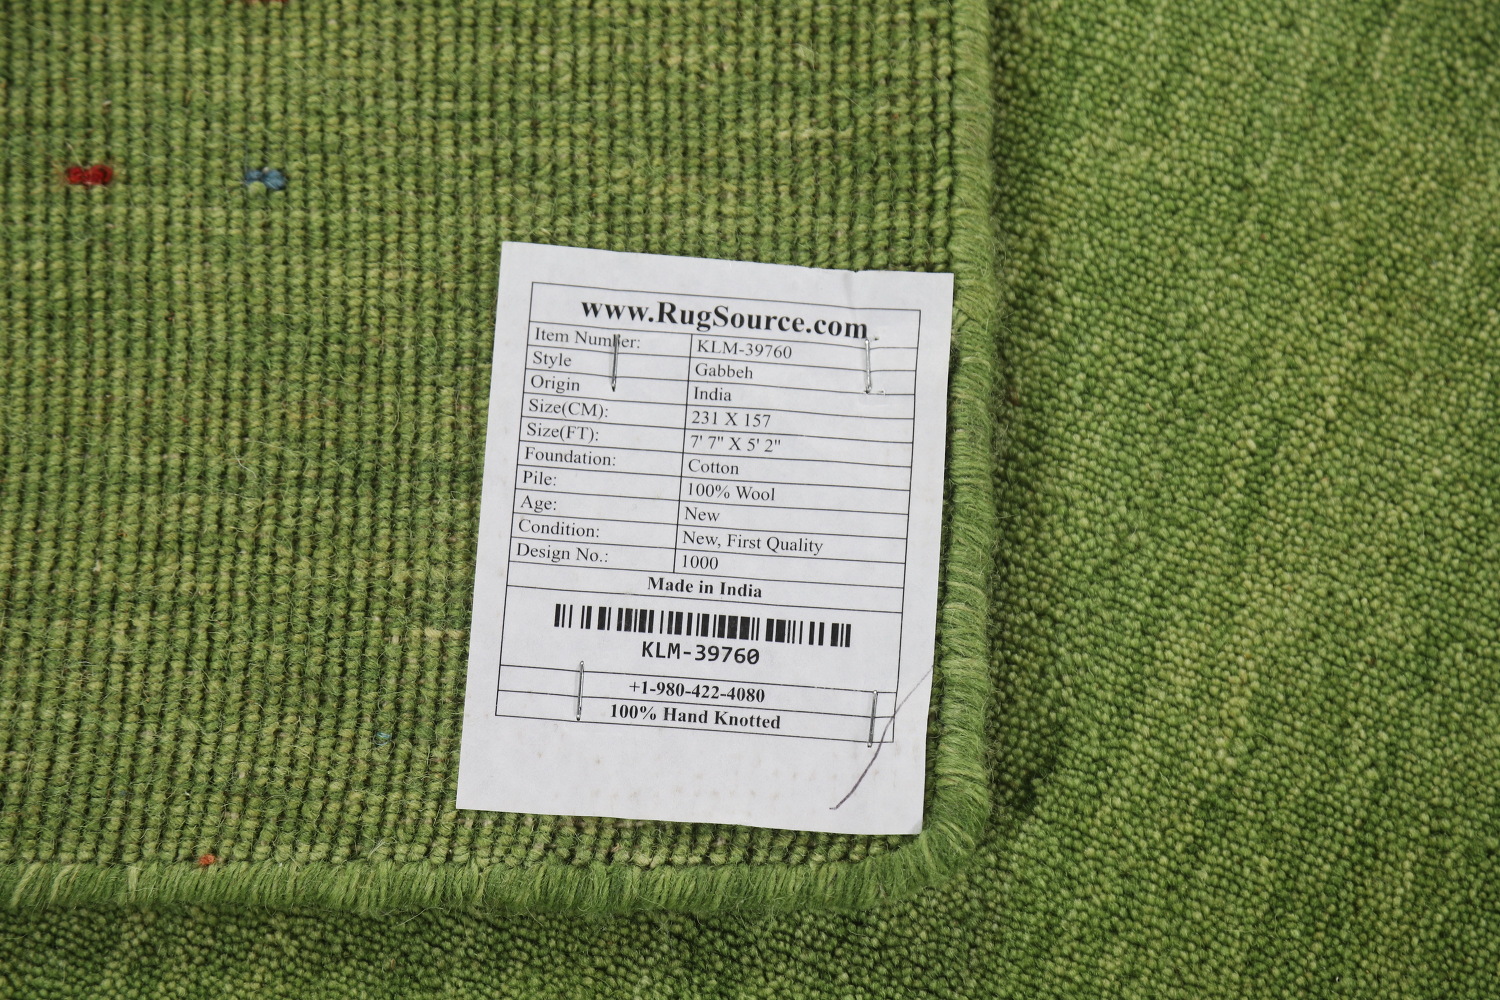 www.RugSource.com
Item Number: KLM-39760
Style Gabbeh
Origin India
Size(CM): 231 X 157
Size(FT): 7' 7" X 5' 2"
Foundation: Cotton
Pile: 100% Wool
Age: New
Condition: New, First Quality
Design No.: 1000
Made in India
KLM-39760
+1-980-422-4080
100% Hand Knotted